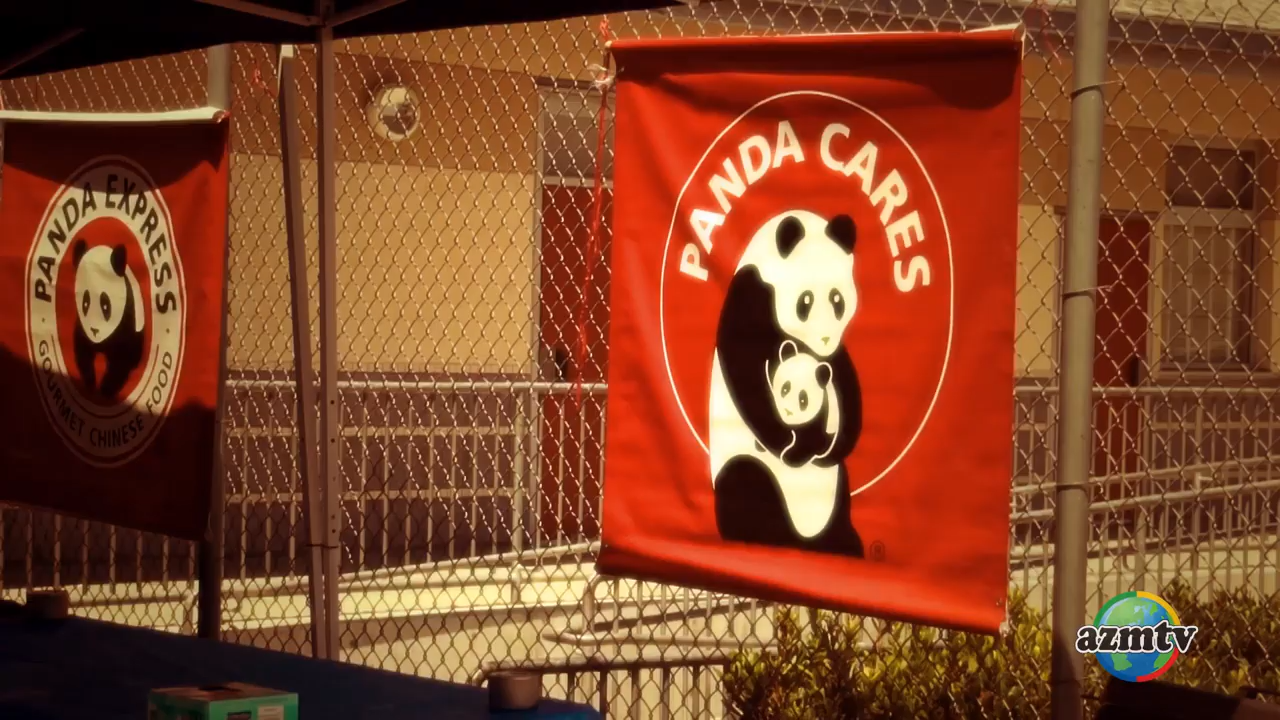 PANDA EXPRESS
· GOURMET CHINESE FOOD ·
PANDA CARES
®
azmtv